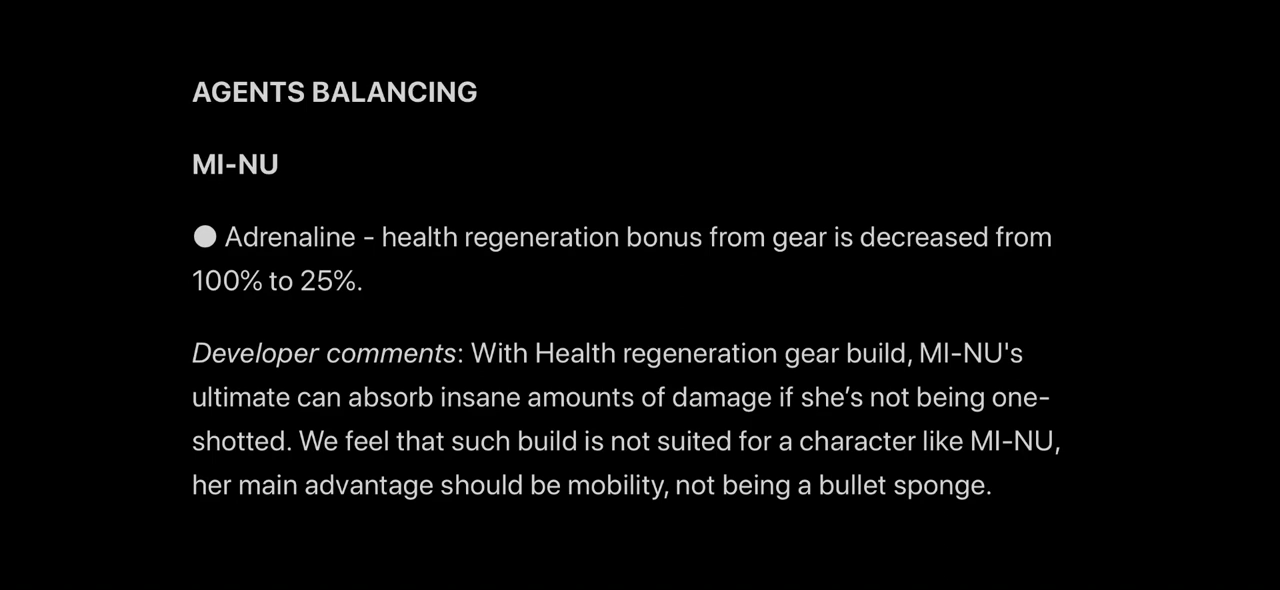 AGENTS BALANCING
MI-NU
● Adrenaline - health regeneration bonus from gear is decreased from
100% to 25%.
Developer comments: With Health regeneration gear build, MI-NU's
ultimate can absorb insane amounts of damage if she’s not being one-
shotted. We feel that such build is not suited for a character like MI-NU,
her main advantage should be mobility, not being a bullet sponge.